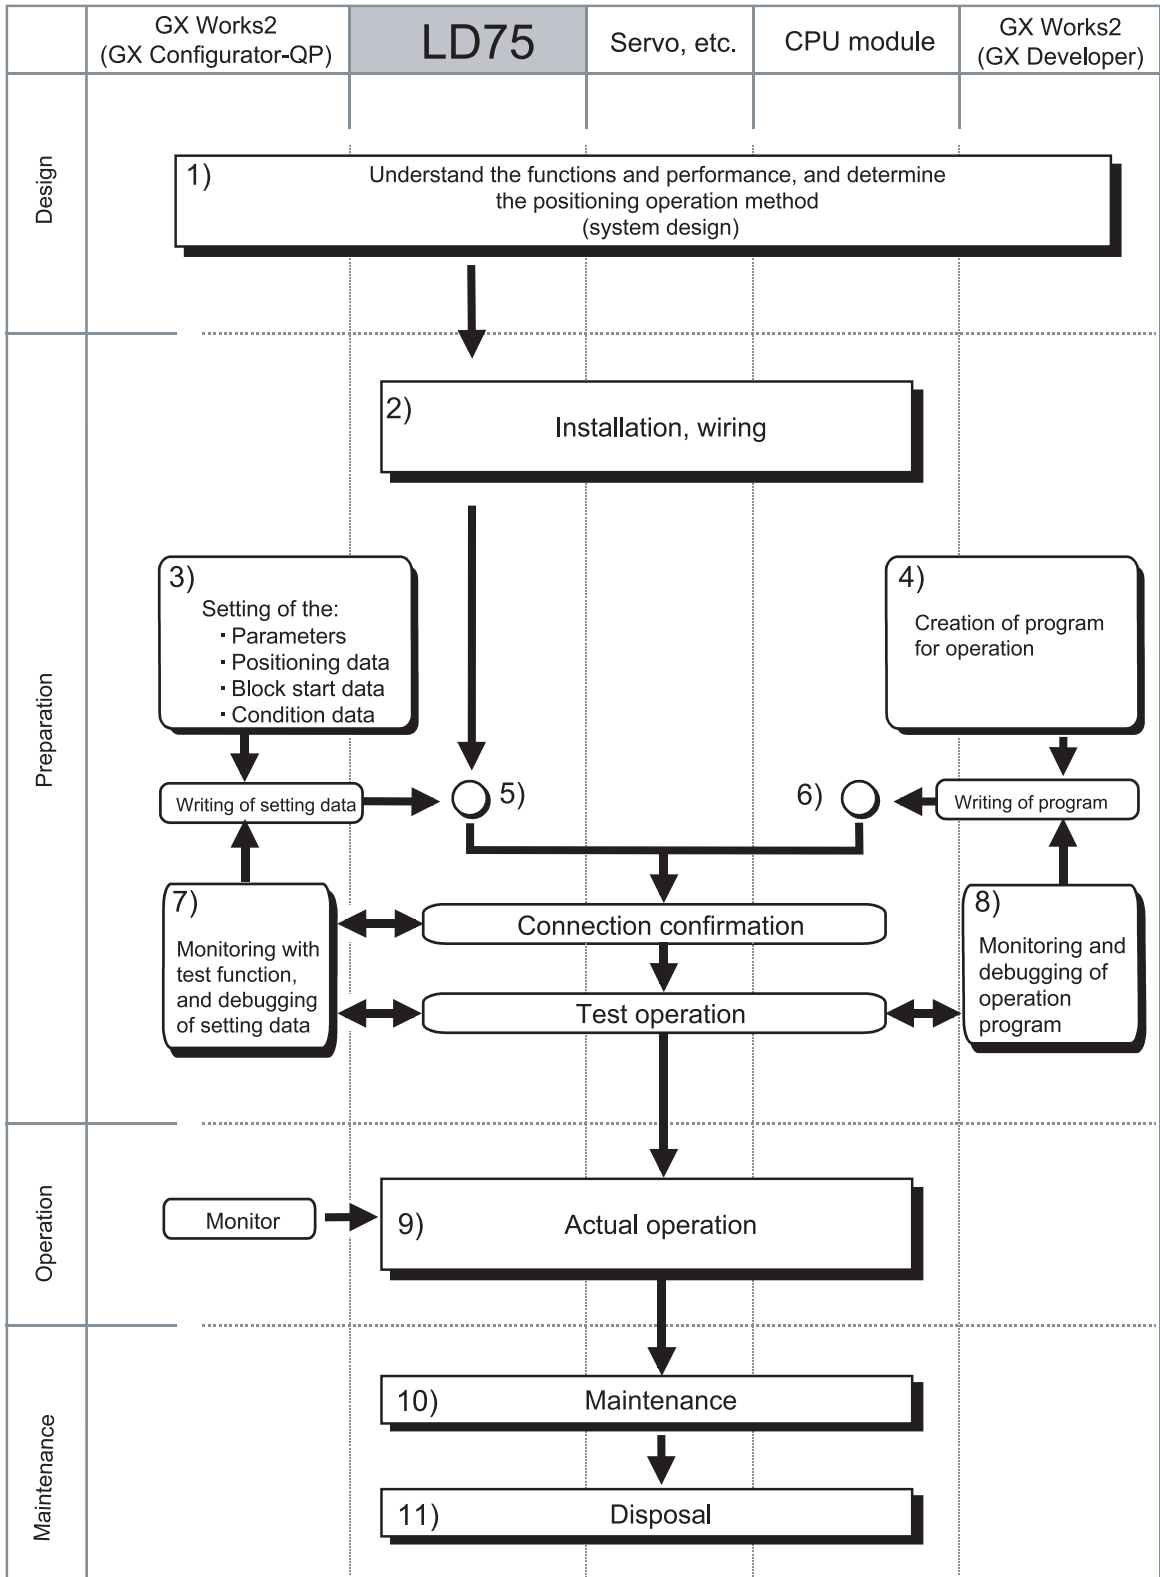 GX Works2
(GX Configurator-QP)
LD75
Servo, etc.
CPU module
GX Works2
(GX Developer)
Design
1)
Understand the functions and performance, and determine
the positioning operation method
(system design)
Preparation
2)
Installation, wiring
3)
Setting of the:
・Parameters
・Positioning data
・Block start data
・Condition data
4)
Creation of program
for operation
Writing of setting data
5)
6)
Writing of program
7)
Monitoring with
test function,
and debugging
of setting data
Connection confirmation
Test operation
8)
Monitoring and
debugging of
operation
program
Operation
Monitor
9)
Actual operation
Maintenance
10)
Maintenance
11)
Disposal